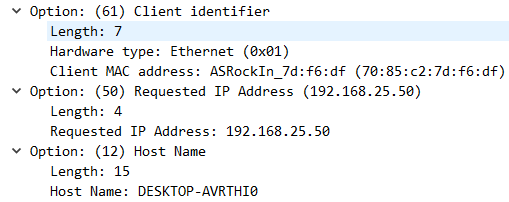 Option: (61) Client identifier
Length: 7
Hardware type: Ethernet (0x01)
Client MAC address: ASRockIn_7d:f6:df (70:85:c2:7d:f6:df)
Option: (50) Requested IP Address (192.168.25.50)
Length: 4
Requested IP Address: 192.168.25.50
Option: (12) Host Name
Length: 15
Host Name: DESKTOP-AVRTHI0